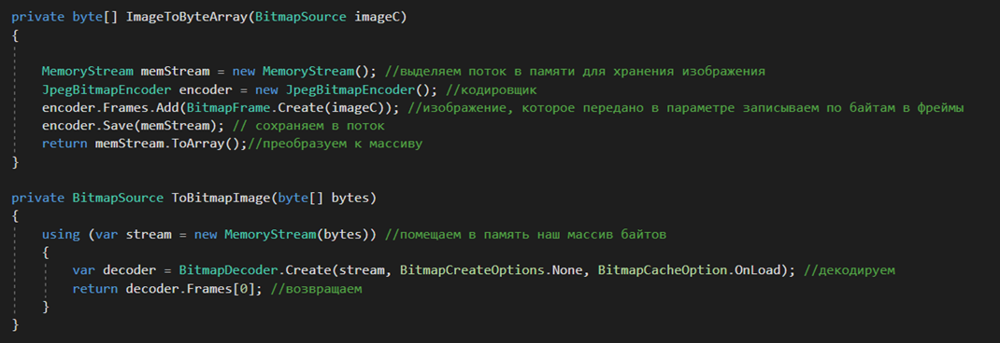 private byte[] ImageToByteArray(BitmapSource imageC)
{
MemoryStream memStream = new MemoryStream(); //выделяем поток в памяти для хранения изображения
JpegBitmapEncoder encoder = new JpegBitmapEncoder(); //кодировщик
encoder.Frames.Add(BitmapFrame.Create(imageC)); //изображение, которое передано в параметре записываем по байтам в фреймы
encoder.Save(memStream); // сохраняем в поток
return memStream.ToArray();//преобразуем к массиву
}
private BitmapSource ToBitmapImage(byte[] bytes)
{
using (var stream = new MemoryStream(bytes)) //помещаем в память наш массив байтов
{
var decoder = BitmapDecoder.Create(stream, BitmapCreateOptions.None, BitmapCacheOption.OnLoad); //декодируем
return decoder.Frames[0]; //возвращаем
}
}